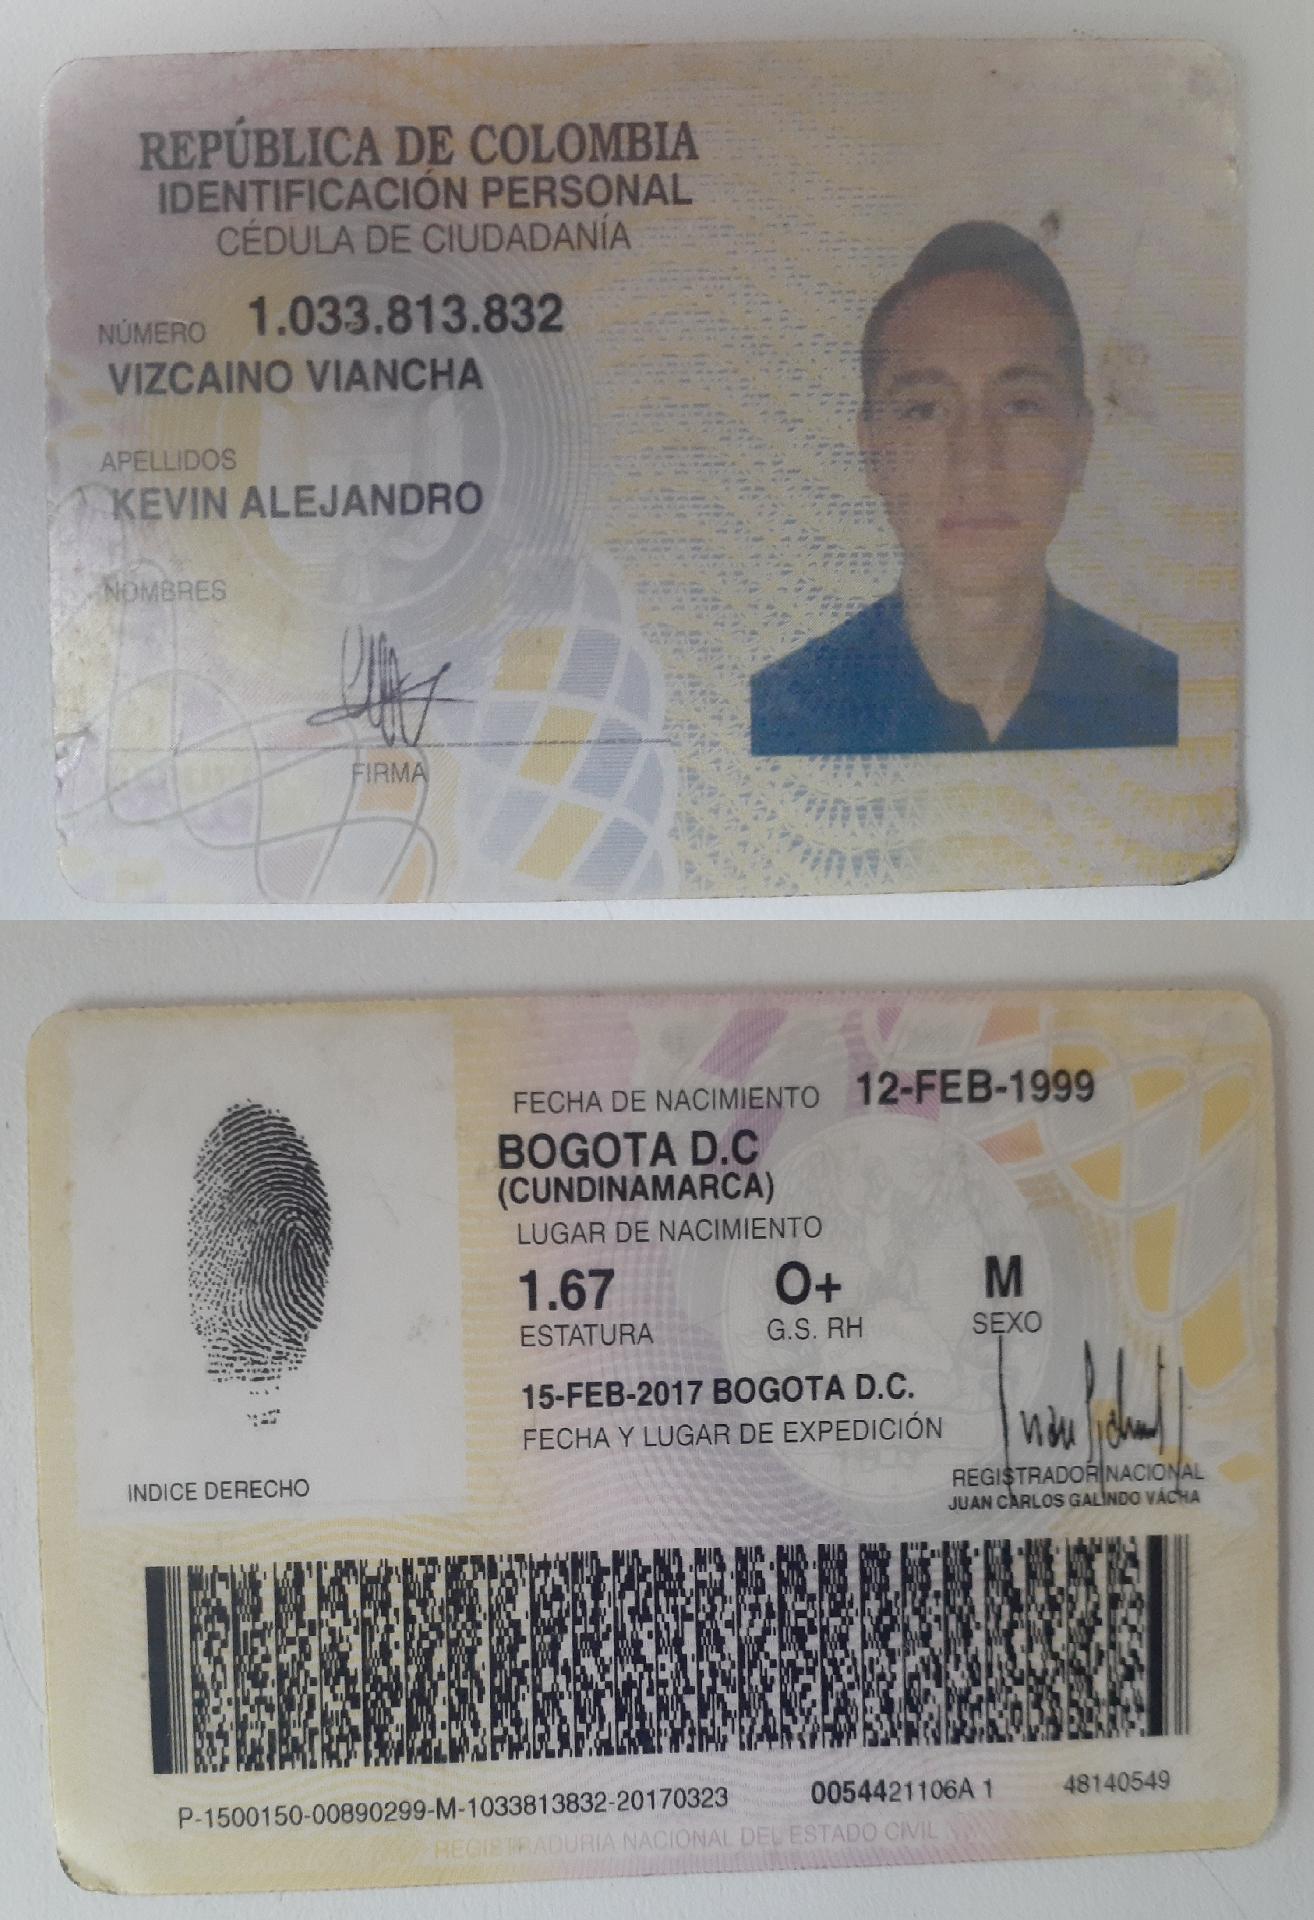 REPÚBLICA DE COLOMBIA
IDENTIFICACIÓN PERSONAL
CÉDULA DE CIUDADANÍA
NÚMERO 1.033.813.832
VIZCAINO VIANCHA
APELLIDOS
KEVIN ALEJANDRO
NOMBRES
FIRMA
FECHA DE NACIMIENTO 12-FEB-1999
BOGOTA D.C
(CUNDINAMARCA)
LUGAR DE NACIMIENTO
1.67 O+ M
ESTATURA G.S. RH SEXO
15-FEB-2017 BOGOTA D.C.
FECHA Y LUGAR DE EXPEDICIÓN
INDICE DERECHO
REGISTRADOR NACIONAL
JUAN CARLOS GALINDO VÁCHA
P-1500150-00890299-M-1033813832-20170323 0054421106A 1 48140549
REGISTRADURIA NACIONAL DEL ESTADO CIVIL